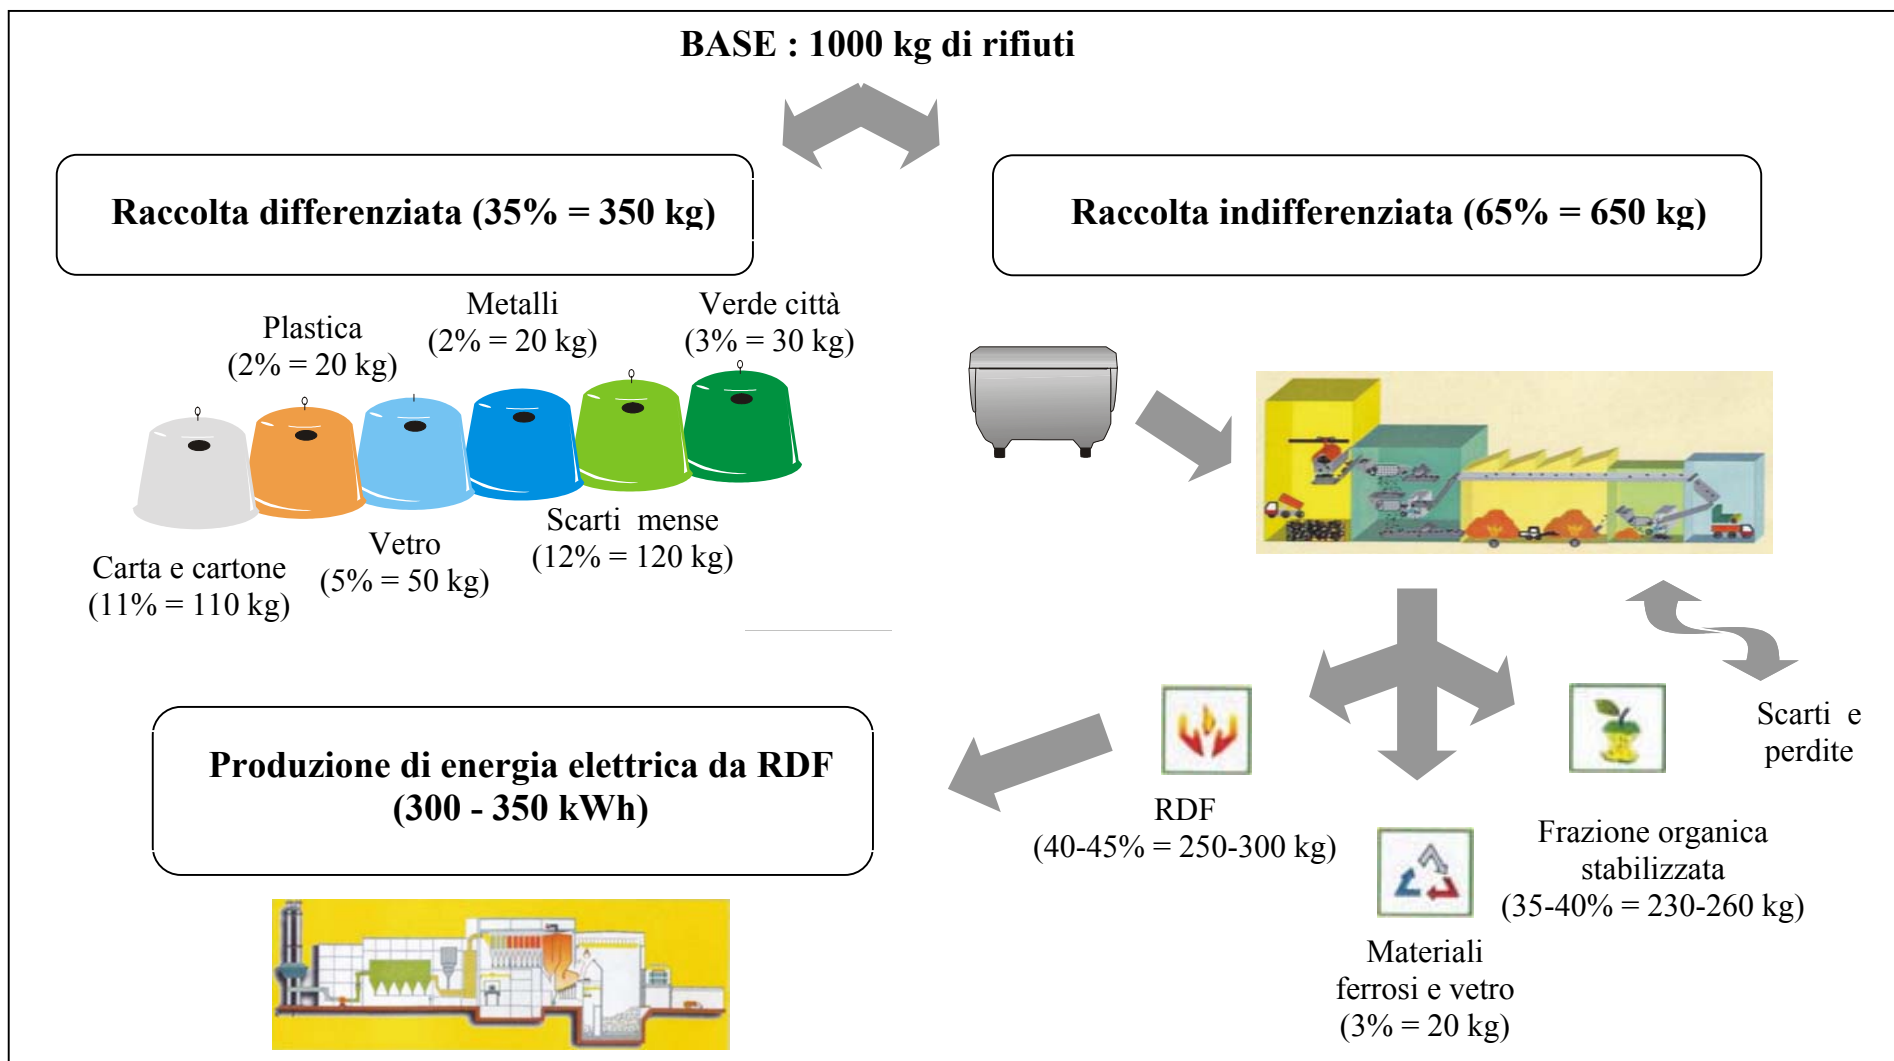 BASE : 1000 kg di rifiuti
Raccolta differenziata (35% = 350 kg)
Raccolta indifferenziata (65% = 650 kg)
Metalli
(2% = 20 kg)
Verde città
(3% = 30 kg)
Plastica
(2% = 20 kg)
Scarti mense
(12% = 120 kg)
Vetro
(5% = 50 kg)
Carta e cartone
(11% = 110 kg)
Scarti e
perdite
Produzione di energia elettrica da RDF
(300 - 350 kWh)
RDF
(40-45% = 250-300 kg)
Frazione organica
stabilizzata
(35-40% = 230-260 kg)
Materiali
ferrosi e vetro
(3% = 20 kg)